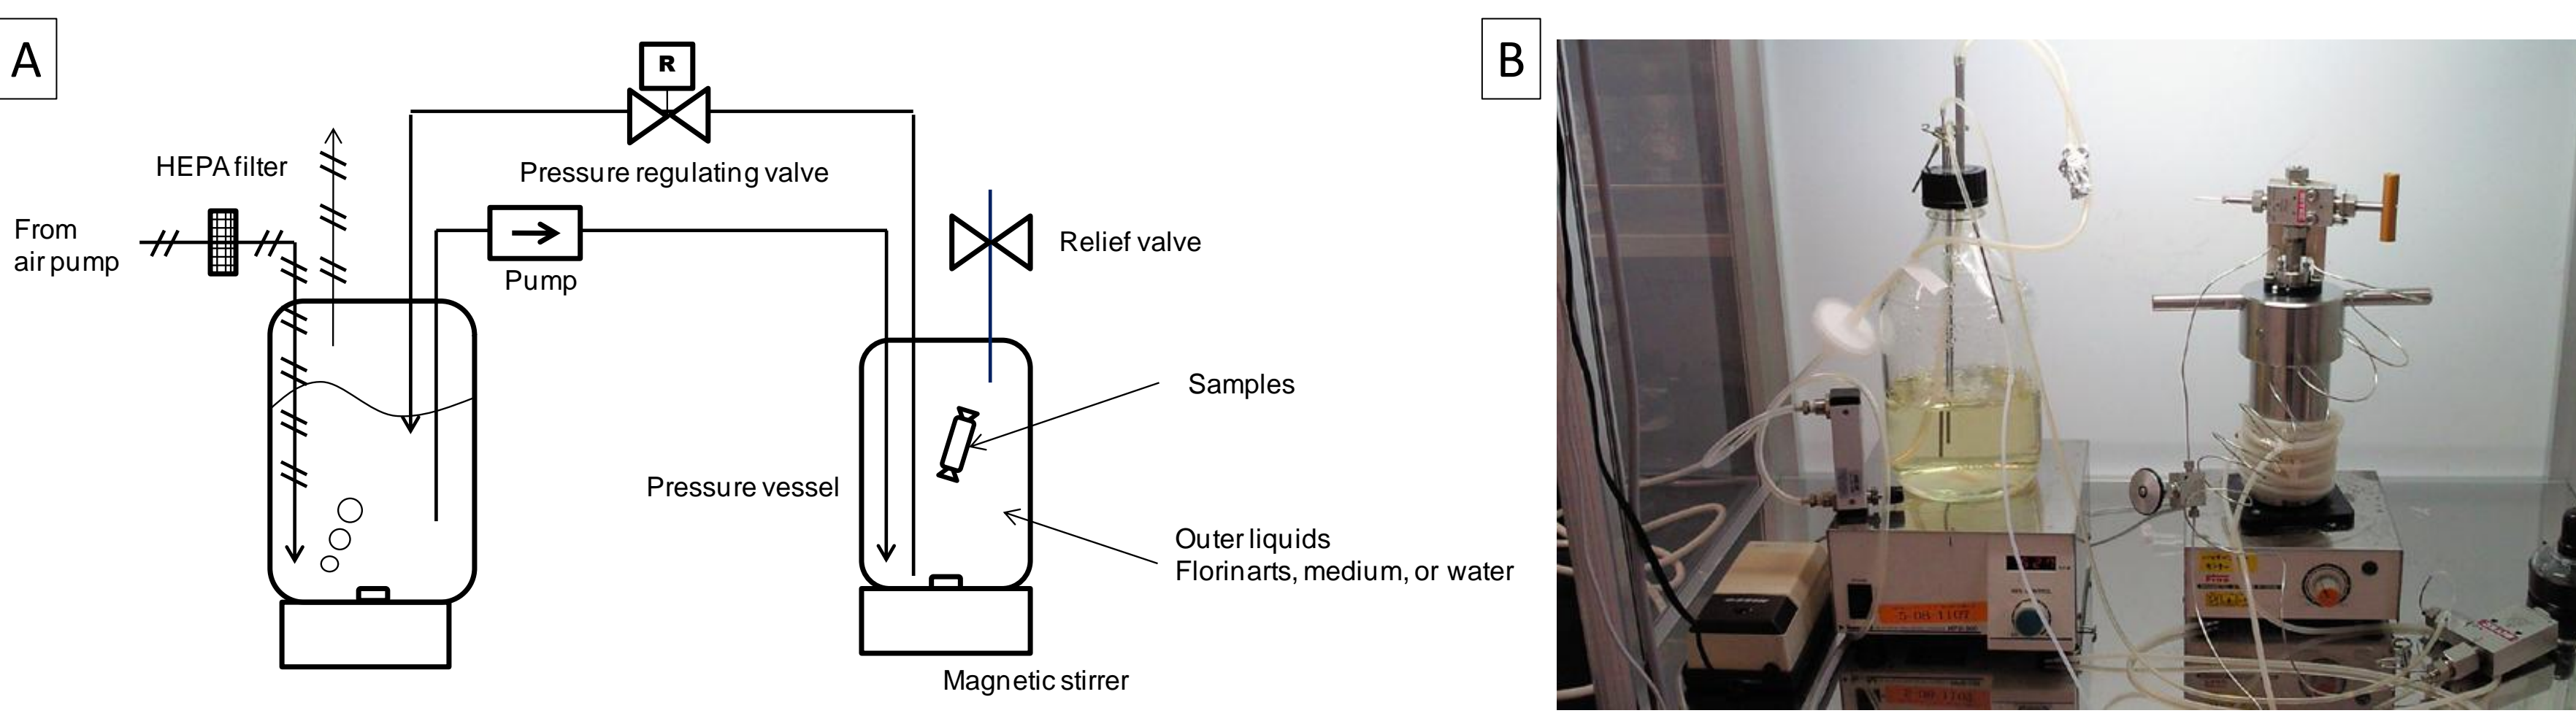 A
R
HEPA filter
Pressure regulating valve
From
air pump
Pump
Relief valve
Samples
Pressure vessel
Outer liquids
Florinarts, medium, or water
Magnetic stirrer
B